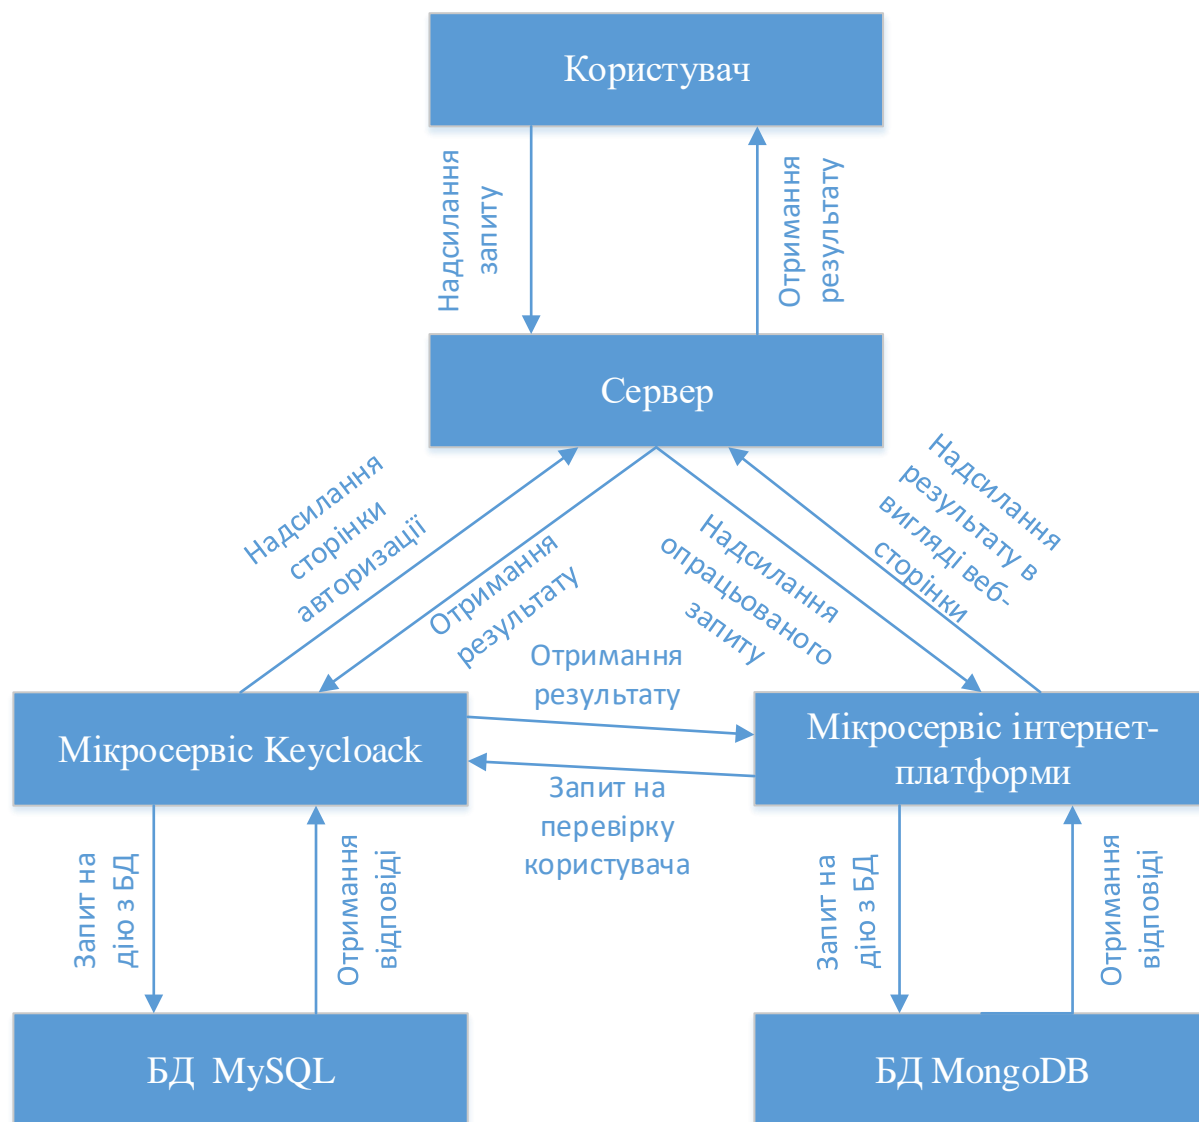 Користувач
Надсилання
запиту
Отримання
результату
Сервер
Надсилання
сторінки
авторизації
Отримання
результату
Надсилання
опрацьованого
запиту
Надсилання
результату в
вигляді веб-
сторінки
Отримання
результату
Мікросервіс Keycloack
Мікросервіс інтернет-
платформи
Запит на
перевірку
користувача
Запит на
дію з БД
Отримання
відповіді
Запит на
дію з БД
Отримання
відповіді
БД MySQL
БД MongoDB